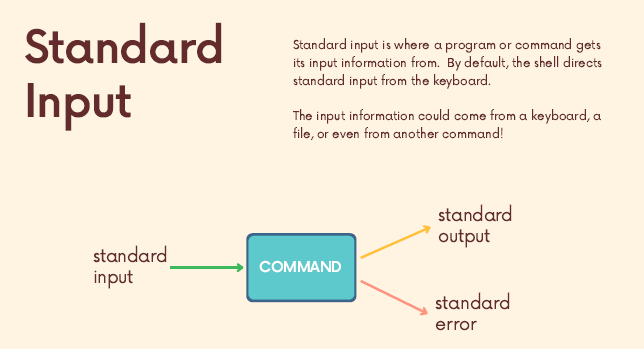 Standard
Input
Standard input is where a program or command gets
its input information from.  By default, the shell directs
standard input from the keyboard.
The input information could come from a keyboard, a
file, or even from another command!
standard
output
standard
input
COMMAND
standard
error